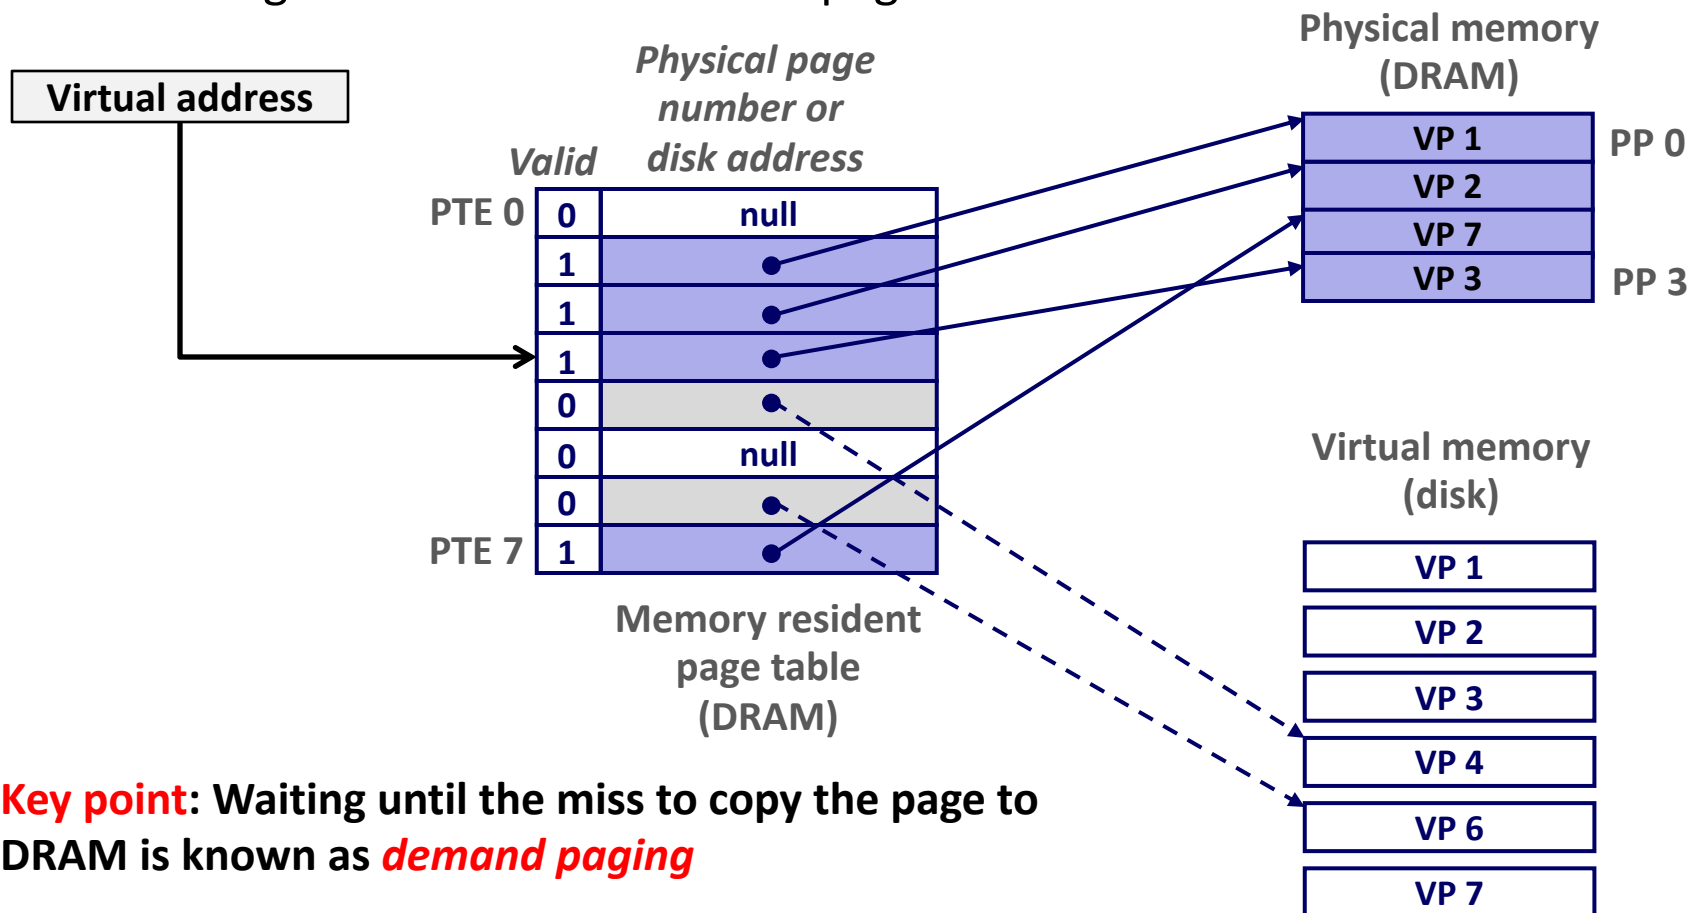 Physical memory
(DRAM)
Virtual address
Physical page
number or
disk address
Valid
PTE 0
0
null
1
1
1
0
0
null
0
PTE 7
1
Memory resident
page table
(DRAM)
VP 1
PP 0
VP 2
VP 7
VP 3
PP 3
Virtual memory
(disk)
VP 1
VP 2
VP 3
VP 4
VP 6
VP 7
Key point: Waiting until the miss to copy the page to
DRAM is known as demand paging